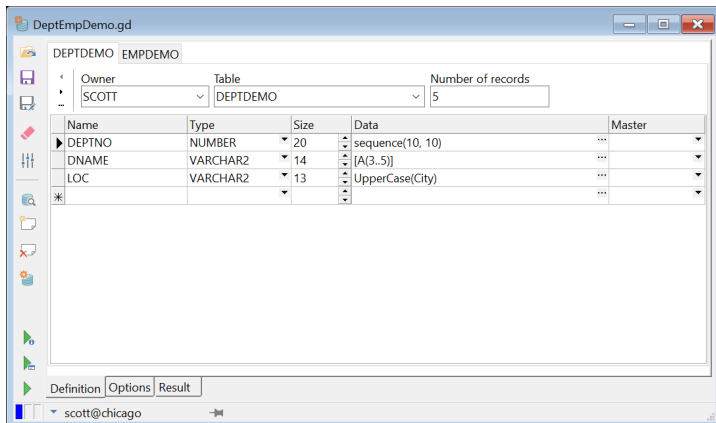 DeptEmpDemo.gd
DEPTDEMO EMPDEMO
Owner Table Number of records
SCOTT DEPTDEMO 5
Name Type Size Data Master
DEPTNO NUMBER 20 sequence(10, 10)
DNAME VARCHAR2 14 [A(3..5)]
LOC VARCHAR2 13 UpperCase(City)
Definition Options Result
scott@chicago